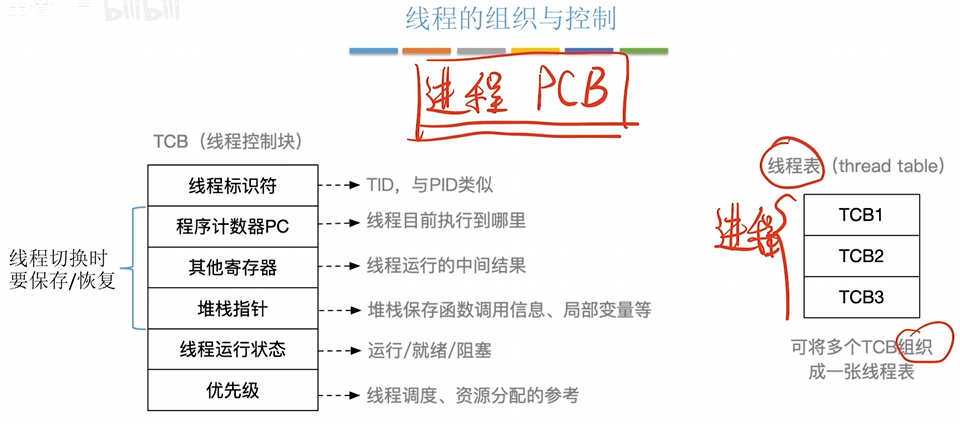 bilibili
线程的组织与控制
进程 PCB
TCB（线程控制块）
线程标识符
TID，与PID类似
程序计数器PC
线程目前执行到哪里
其他寄存器
线程运行的中间结果
堆栈指针
堆栈保存函数调用信息、局部变量等
线程运行状态
运行/就绪/阻塞
优先级
线程调度、资源分配的参考
线程切换时
要保存/恢复
线程表（thread table）
进程
TCB1
TCB2
TCB3
可将多个TCB组织
成一张线程表